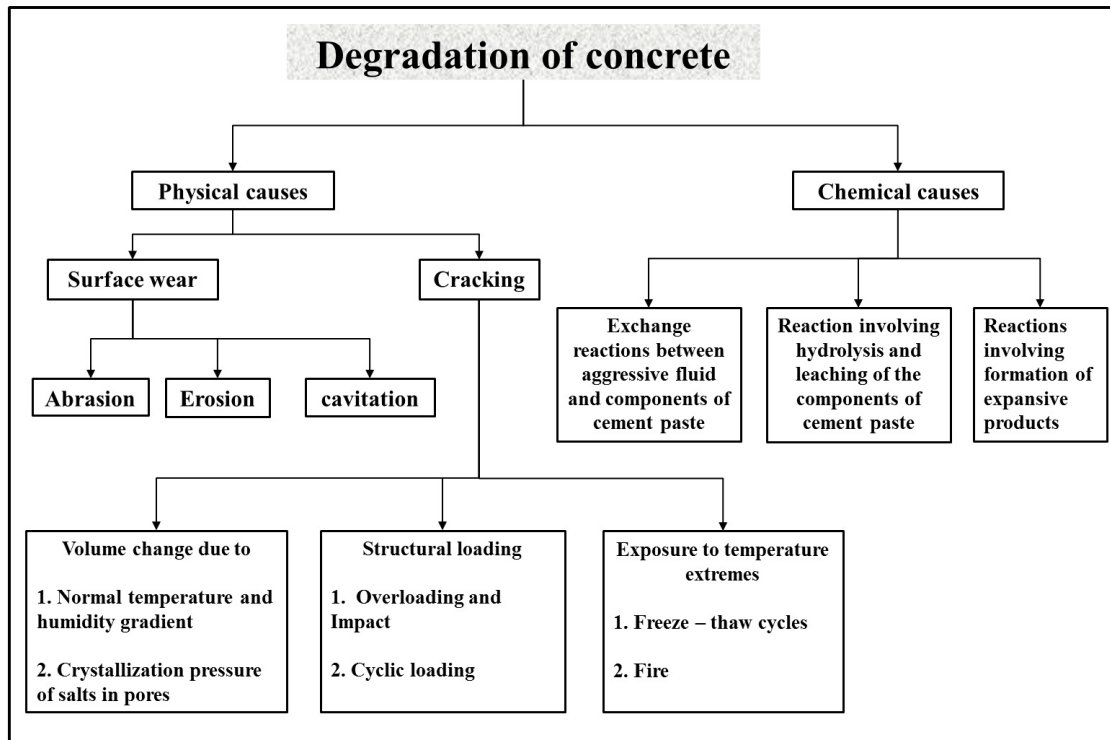 Degradation of concrete
Physical causes
Chemical causes
Surface wear
Cracking
Abrasion
Erosion
cavitation
Exchange
reactions between
aggressive fluid
and components of
cement paste
Reaction involving
hydrolysis and
leaching of the
components of
cement paste
Reactions
involving
formation of
expansive
products
Volume change due to
1. Normal temperature and
humidity gradient
2. Crystallization pressure
of salts in pores
Structural loading
1. Overloading and
Impact
2. Cyclic loading
Exposure to temperature
extremes
1. Freeze – thaw cycles
2. Fire